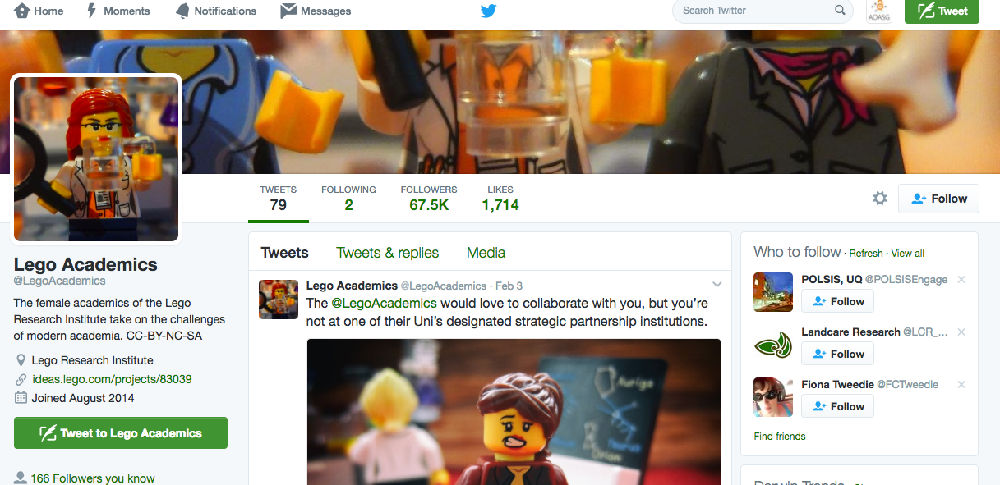 Home Moments Notifications Messages Search Twitter AOASG Tweet
TWEETS FOLLOWING FOLLOWERS LIKES
79 2 67.5K 1,714
Follow
Lego Academics
@LegoAcademics
The female academics of the Lego
Research Institute take on the challenges
of modern academia. CC-BY-NC-SA
Lego Research Institute
ideas.lego.com/projects/83039
Joined August 2014
Tweet to Lego Academics
166 Followers you know
Tweets Tweets & replies Media
Lego Academics @LegoAcademics · Feb 3
The @LegoAcademics would love to collaborate with you, but you're
not at one of their Uni's designated strategic partnership institutions.
Auriga
Taurus
Orion
Who to follow · Refresh · View all
POLSIS, UQ @POLSISEngage
Follow
Landcare Research @LCR_...
Follow
Fiona Tweedie @FCTweedie
Follow
Find friends
Darwin Trends